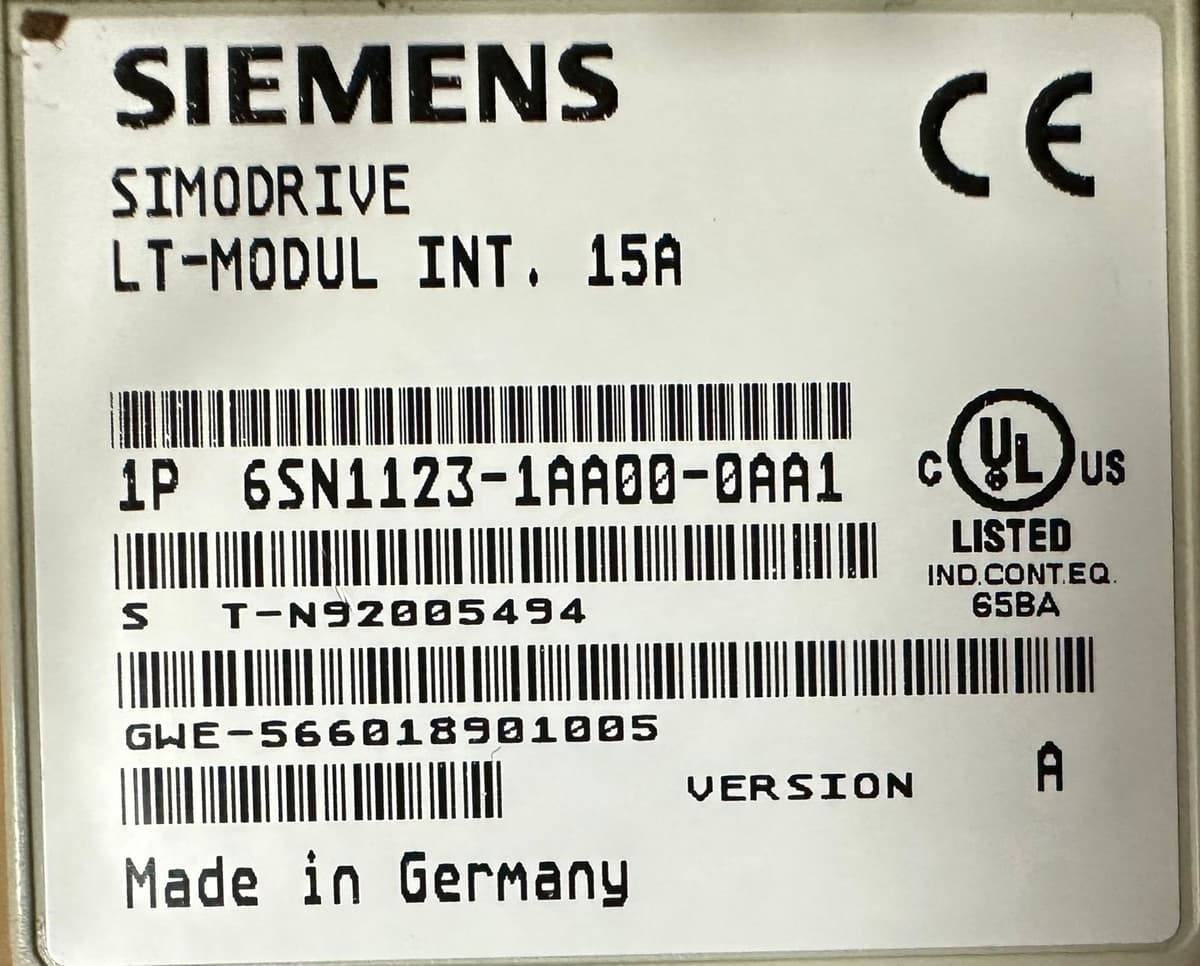 SIEMENS
CE
SIMODRIVE
LT-MODUL INT. 15A
1P 6SN1123-1AA00-0AA1
C UL US
LISTED
IND.CONT.EQ.
65BA
S T-N92005494
GWE-566018901005
VERSION A
Made in Germany